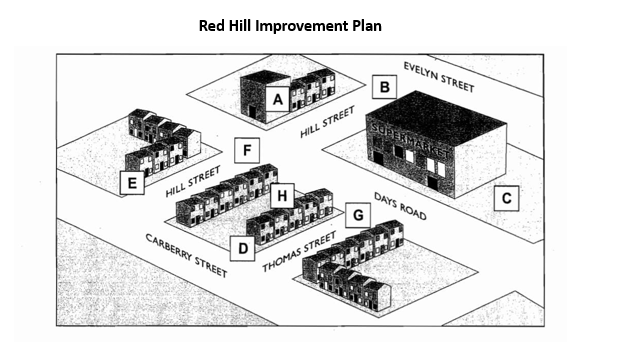 Red Hill Improvement Plan
EVELYN STREET
B
A
HILL STREET
SUPERMARKET
F
E
HILL STREET
H
C
DAYS ROAD
G
D
CARBERRY STREET
THOMAS STREET